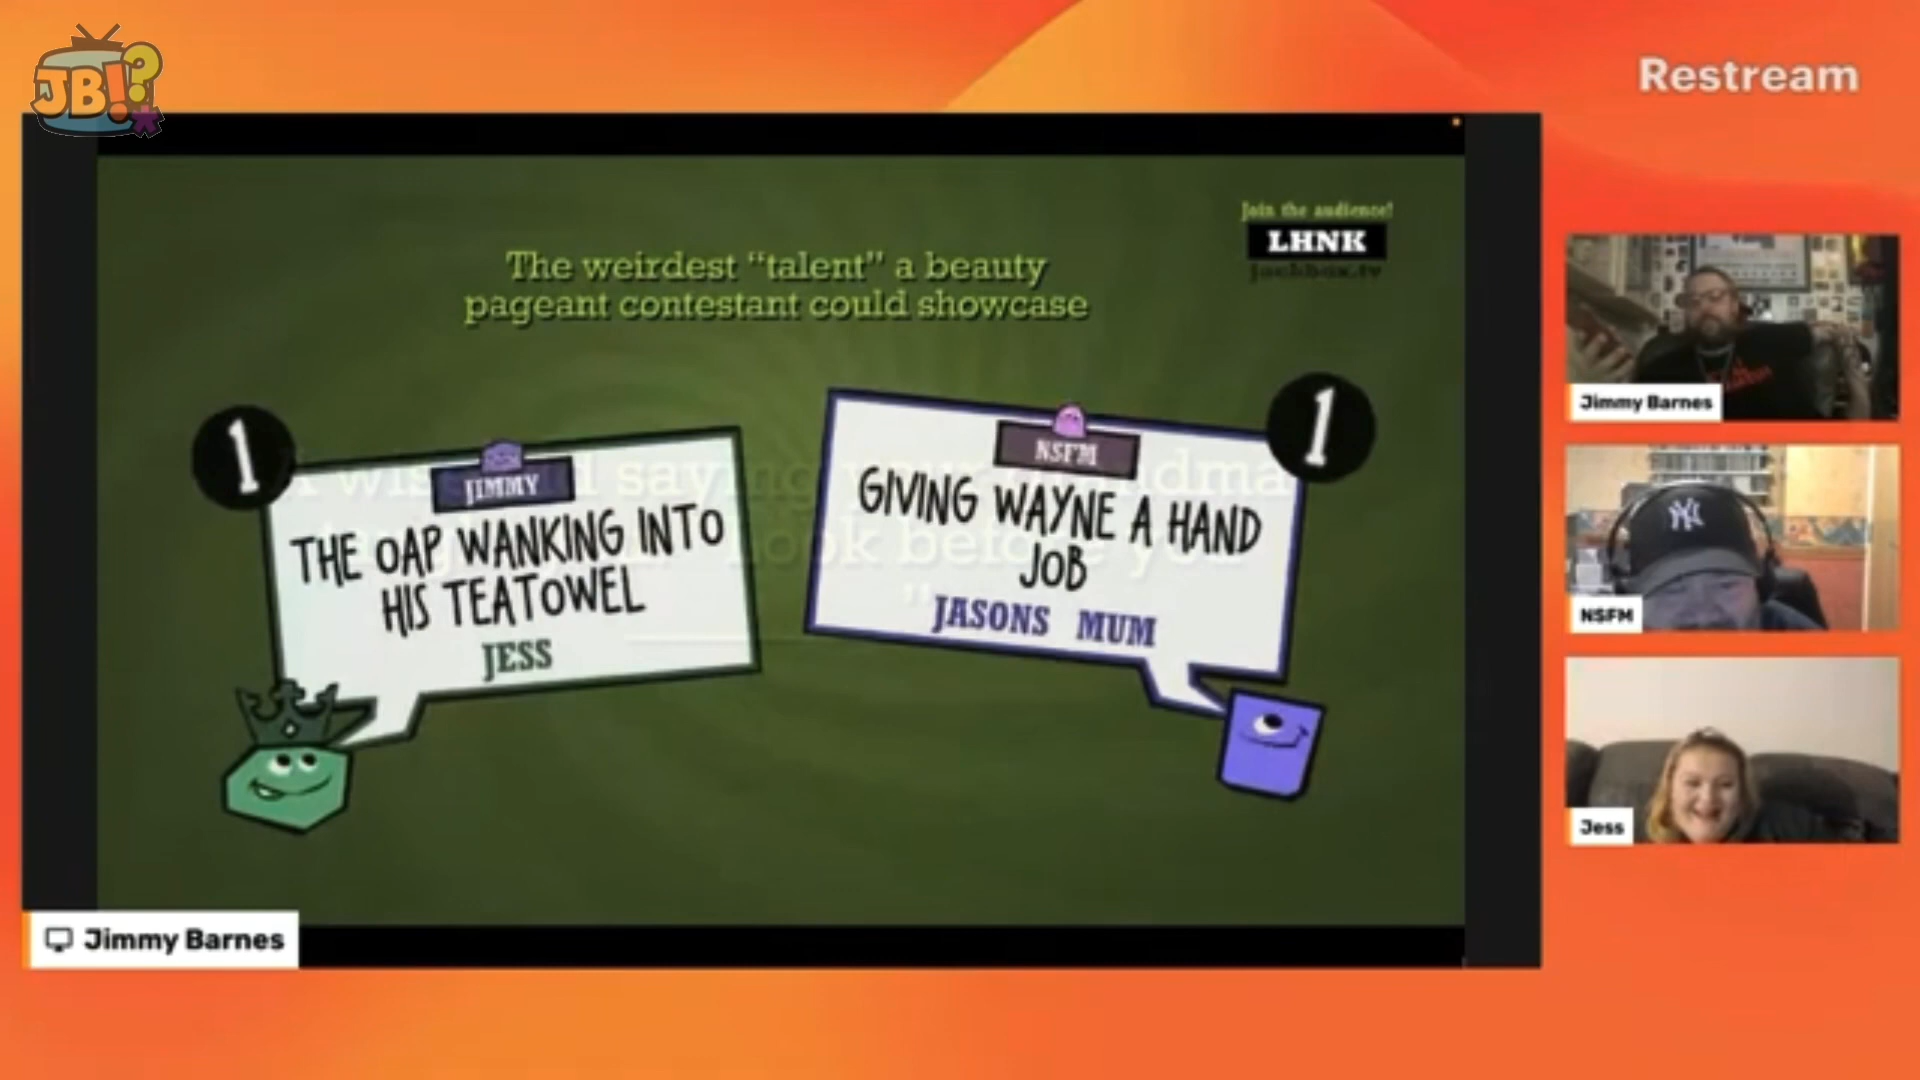 JB!?*
Restream
Join the audience!
LHNK
jackbox.tv
The weirdest “talent” a beauty
pageant contestant could showcase
1
JIMMY
THE OAP WANKING INTO
HIS TEATOWEL
JESS
1
NSFM
GIVING WAYNE A HAND
JOB
JASONS MUM
Jimmy Barnes
NSFM
Jess
Jimmy Barnes